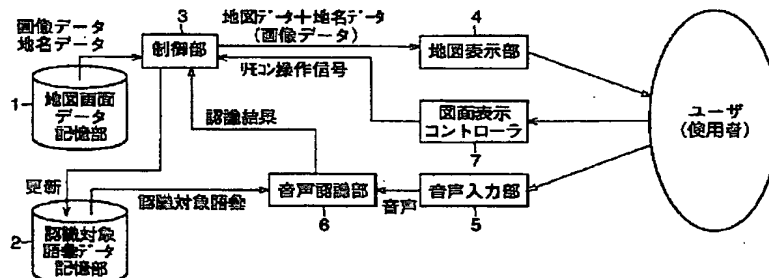 画像データ
地名データ
3
制御部
地図データ+地名データ
(画像データ)
4
地図表示部
リモコン操作信号
1
地図画面
データ
記憶部
認識結果
図面表示
コントローラ
7
ユーザ
(使用者)
更新
認識対象語彙
音声認識部
6
音声
音声入力部
5
2
認識対象
語彙データ
記憶部